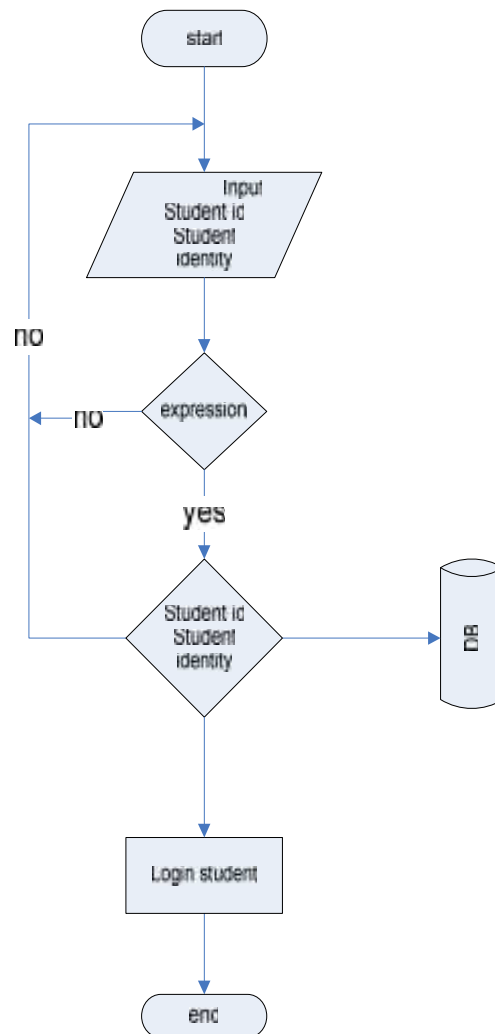 start
Input
Student id
Student
identity
no
expression
no
yes
Student id
Student
identity
DB
Login student
end